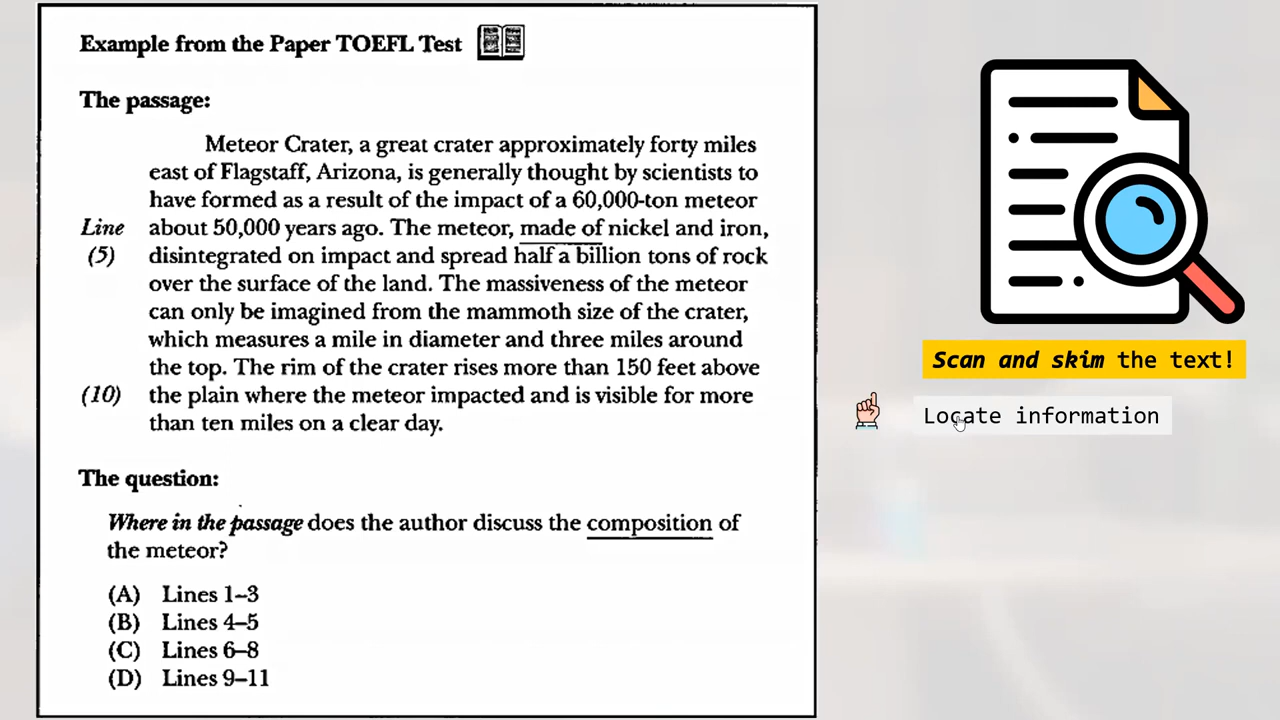 Example from the Paper TOEFL Test
The passage:
Meteor Crater, a great crater approximately forty miles
east of Flagstaff, Arizona, is generally thought by scientists to
have formed as a result of the impact of a 60,000-ton meteor
Line about 50,000 years ago. The meteor, made of nickel and iron,
(5) disintegrated on impact and spread half a billion tons of rock
over the surface of the land. The massiveness of the meteor
can only be imagined from the mammoth size of the crater,
which measures a mile in diameter and three miles around
the top. The rim of the crater rises more than 150 feet above
(10) the plain where the meteor impacted and is visible for more
than ten miles on a clear day.
The question:
Where in the passage does the author discuss the composition of
the meteor?
(A) Lines 1–3
(B) Lines 4–5
(C) Lines 6–8
(D) Lines 9–11
Scan and skim the text!
Locate information